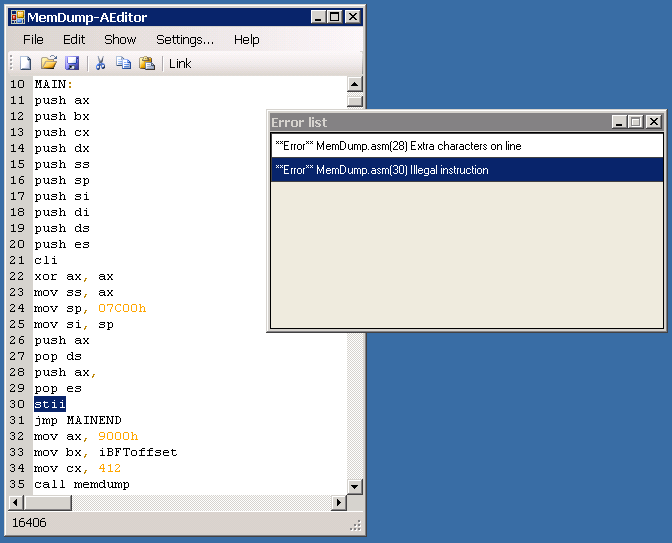 MemDump-AEditor
File Edit Show Settings... Help
Link
10 MAIN:
11 push ax
12 push bx
13 push cx
14 push dx
15 push ss
16 push sp
17 push si
18 push di
19 push ds
20 push es
21 cli
22 xor ax, ax
23 mov ss, ax
24 mov sp, 07C00h
25 mov si, sp
26 push ax
27 pop ds
28 push ax,
29 pop es
30 stii
31 jmp MAINEND
32 mov ax, 9000h
33 mov bx, iBFToffset
34 mov cx, 412
35 call memdump
16406
Error list
**Error** MemDump.asm(28) Extra characters on line
**Error** MemDump.asm(30) Illegal instruction